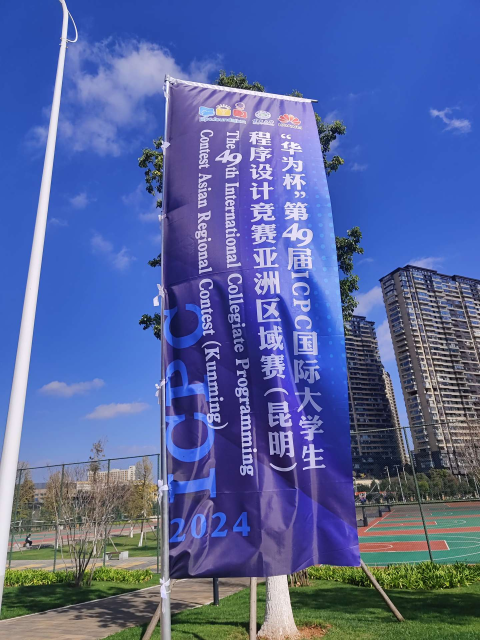 “华为杯”第49届ICPC国际大学生
程序设计竞赛亚洲区域赛(昆明)
The 49th International Collegiate Programming
Contest Asian Regional Contest (Kunming)
ICPC
2024